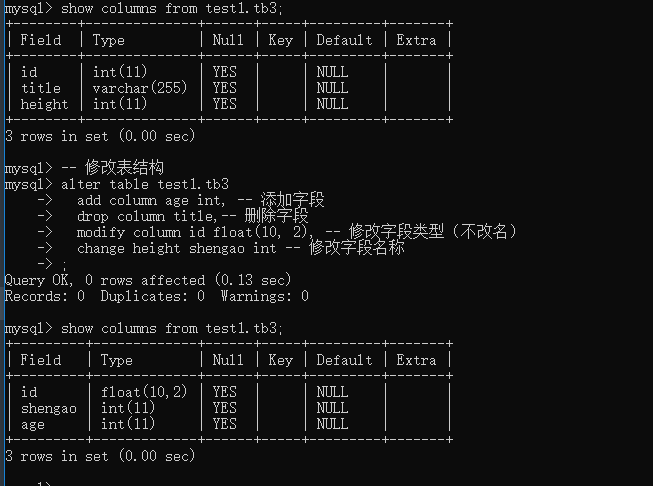 mysql> show columns from test1.tb3;
+---------+--------------+------+-----+---------+-------+
| Field   | Type         | Null | Key | Default | Extra |
+---------+--------------+------+-----+---------+-------+
| id      | int(11)      | YES  |     | NULL    |       |
| title   | varchar(255) | YES  |     | NULL    |       |
| height  | int(11)      | YES  |     | NULL    |       |
+---------+--------------+------+-----+---------+-------+
3 rows in set (0.00 sec)
mysql> -- 修改表结构
mysql> alter table test1.tb3
    ->   add column age int, -- 添加字段
    ->   drop column title,-- 删除字段
    ->   modify column id float(10, 2), -- 修改字段类型（不改名）
    ->   change height shengao int -- 修改字段名称
    -> ;
Query OK, 0 rows affected (0.13 sec)
Records: 0  Duplicates: 0  Warnings: 0
mysql> show columns from test1.tb3;
+---------+-------------+------+-----+---------+-------+
| Field   | Type        | Null | Key | Default | Extra |
+---------+-------------+------+-----+---------+-------+
| id      | float(10,2) | YES  |     | NULL    |       |
| shengao | int(11)     | YES  |     | NULL    |       |
| age     | int(11)     | YES  |     | NULL    |       |
+---------+-------------+------+-----+---------+-------+
3 rows in set (0.00 sec)
mysql>